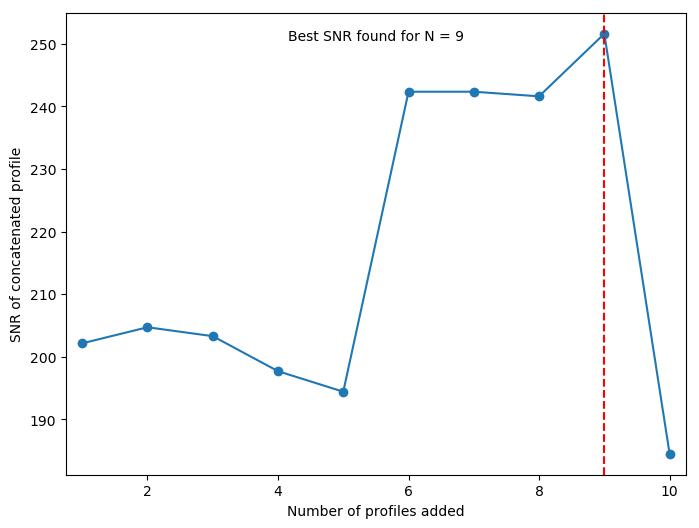 Best SNR found for N = 9
SNR of concatenated profile
250
240
230
220
210
200
190
2 4 6 8 10
Number of profiles added